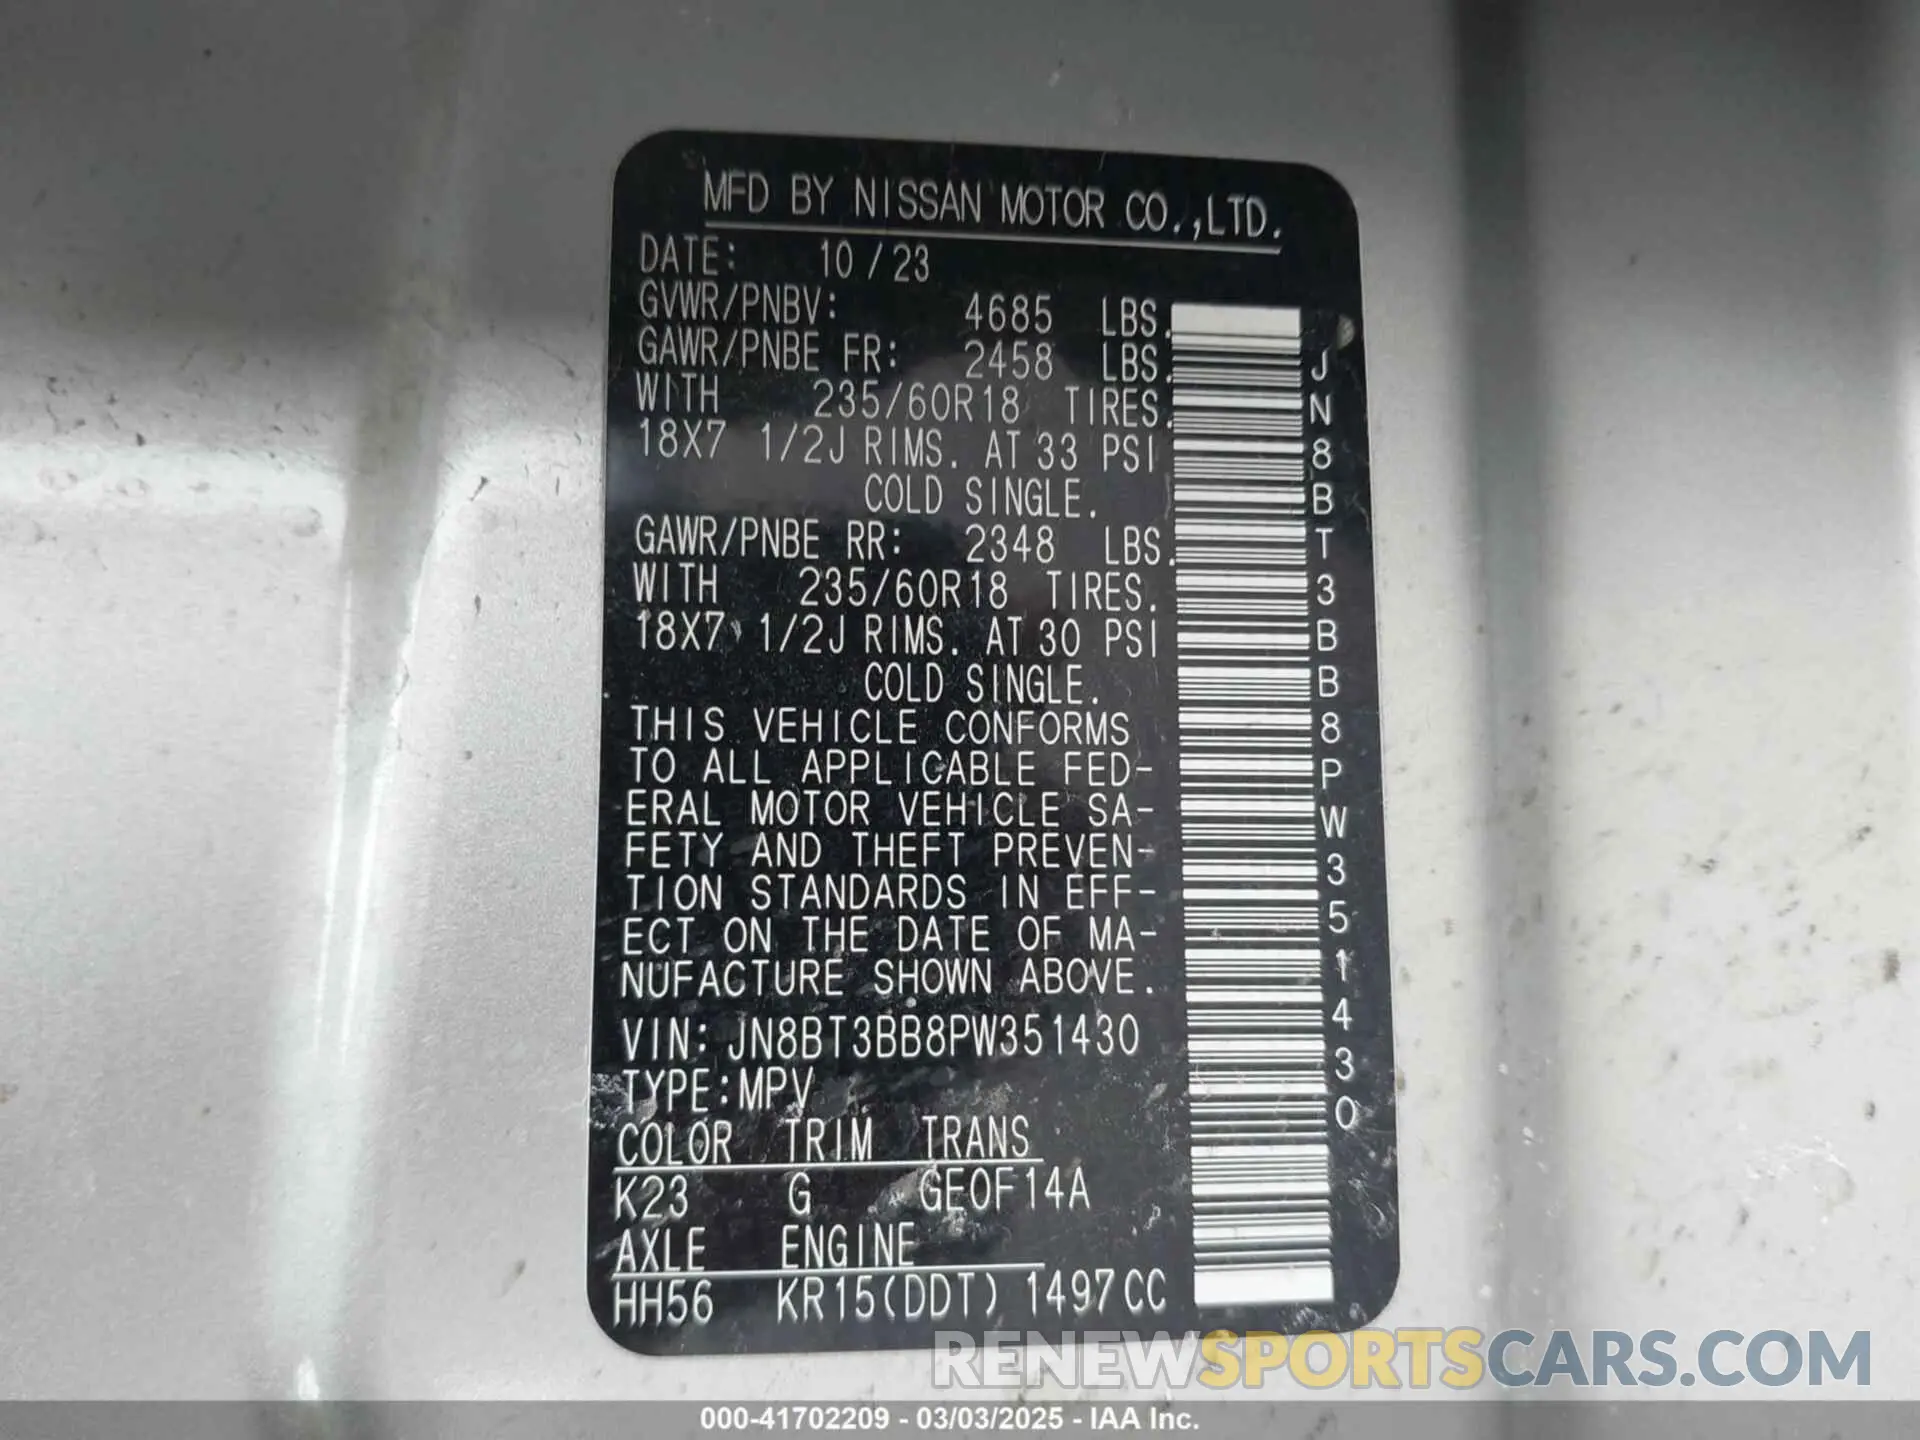 MFD BY NISSAN MOTOR CO.,LTD.
DATE: 10/23
GVWR/PNBV: 4685 LBS.
GAWR/PNBE FR: 2458 LBS.
WITH 235/60R18 TIRES.
18X7 1/2J RIMS. AT 33 PSI
COLD SINGLE.
GAWR/PNBE RR: 2348 LBS.
WITH 235/60R18 TIRES.
18X7 1/2J RIMS. AT 30 PSI
COLD SINGLE.
THIS VEHICLE CONFORMS
TO ALL APPLICABLE FED-
ERAL MOTOR VEHICLE SA-
FETY AND THEFT PREVEN-
TION STANDARDS IN EFF-
ECT ON THE DATE OF MA-
NUFACTURE SHOWN ABOVE.
VIN: JN8BT3BB8PW351430
TYPE:MPV
COLOR TRIM TRANS
K23 G GE0F14A
AXLE ENGINE
HH56 KR15(DDT) 1497CC
JN8BT3BB8PW351430
RENEWSPORTSCARS.COM
000-41702209 - 03/03/2025 - IAA Inc.